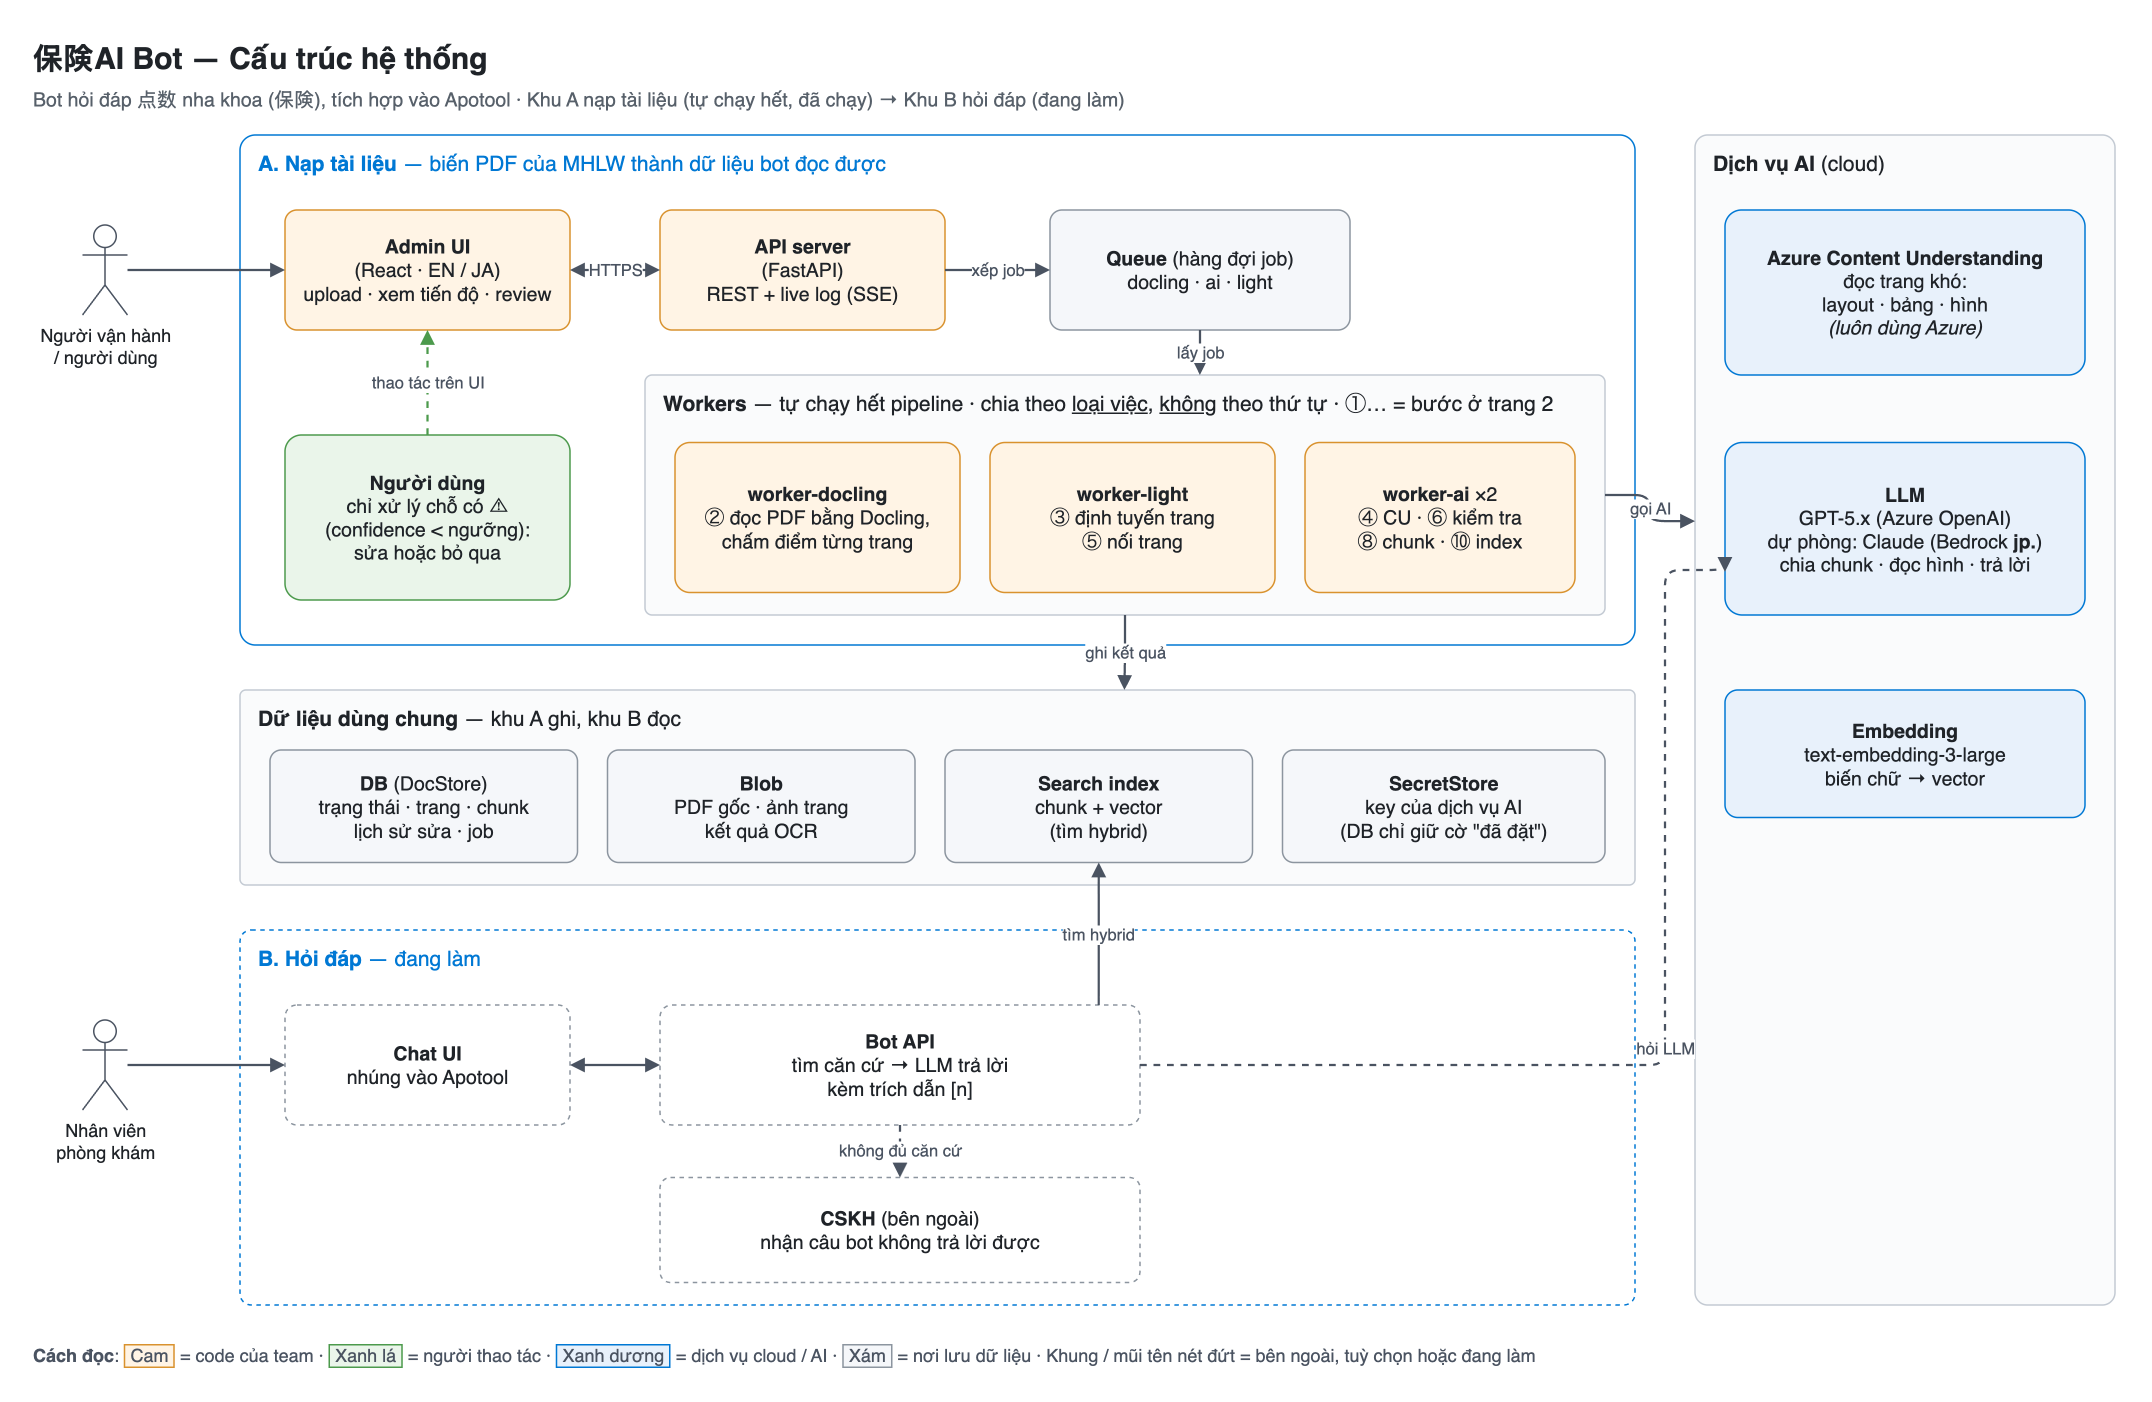 保険AI Bot — Cấu trúc hệ thống
Bot hỏi đáp 点数 nha khoa (保険), tích hợp vào Apotool · Khu A nạp tài liệu (tự chạy hết, đã chạy) → Khu B hỏi đáp (đang làm)
A. Nạp tài liệu — biến PDF của MHLW thành dữ liệu bot đọc được
Người vận hành
/ người dùng
Admin UI
(React · EN / JA)
upload · xem tiến độ · review
HTTPS
API server
(FastAPI)
REST + live log (SSE)
xếp job
Queue (hàng đợi job)
docling · ai · light
lấy job
thao tác trên UI
Người dùng
chỉ xử lý chỗ có ⚠
(confidence < ngưỡng):
sửa hoặc bỏ qua
Workers — tự chạy hết pipeline · chia theo loại việc, không theo thứ tự · ①… = bước ở trang 2
worker-docling
② đọc PDF bằng Docling,
chấm điểm từng trang
worker-light
③ định tuyến trang
⑤ nối trang
worker-ai ×2
④ CU · ⑥ kiểm tra
⑧ chunk · ⑩ index
gọi AI
ghi kết quả
Dịch vụ AI (cloud)
Azure Content Understanding
đọc trang khó:
layout · bảng · hình
(luôn dùng Azure)
LLM
GPT-5.x (Azure OpenAI)
dự phòng: Claude (Bedrock jp.)
chia chunk · đọc hình · trả lời
Embedding
text-embedding-3-large
biến chữ → vector
Dữ liệu dùng chung — khu A ghi, khu B đọc
DB (DocStore)
trạng thái · trang · chunk
lịch sử sửa · job
Blob
PDF gốc · ảnh trang
kết quả OCR
Search index
chunk + vector
(tìm hybrid)
SecretStore
key của dịch vụ AI
(DB chỉ giữ cờ "đã đặt")
tìm hybrid
B. Hỏi đáp — đang làm
Nhân viên
phòng khám
Chat UI
nhúng vào Apotool
Bot API
tìm căn cứ → LLM trả lời
kèm trích dẫn [n]
hỏi LLM
không đủ căn cứ
CSKH (bên ngoài)
nhận câu bot không trả lời được
Cách đọc: Cam = code của team · Xanh lá = người thao tác · Xanh dương = dịch vụ cloud / AI · Xám = nơi lưu dữ liệu · Khung / mũi tên nét đứt = bên ngoài, tuỳ chọn hoặc đang làm